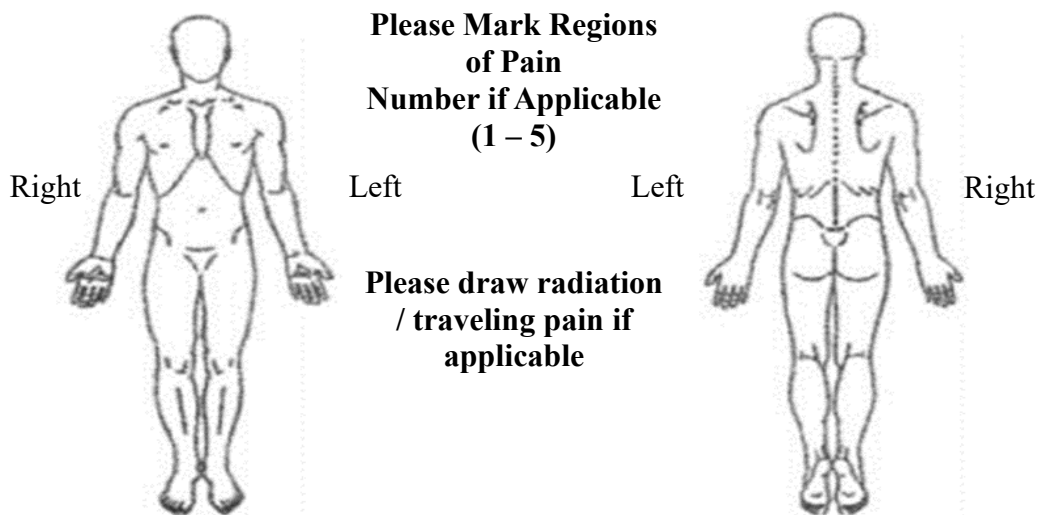 Please Mark Regions
of Pain
Number if Applicable
(1 – 5)
Right
Left
Left
Right
Please draw radiation
/ traveling pain if
applicable